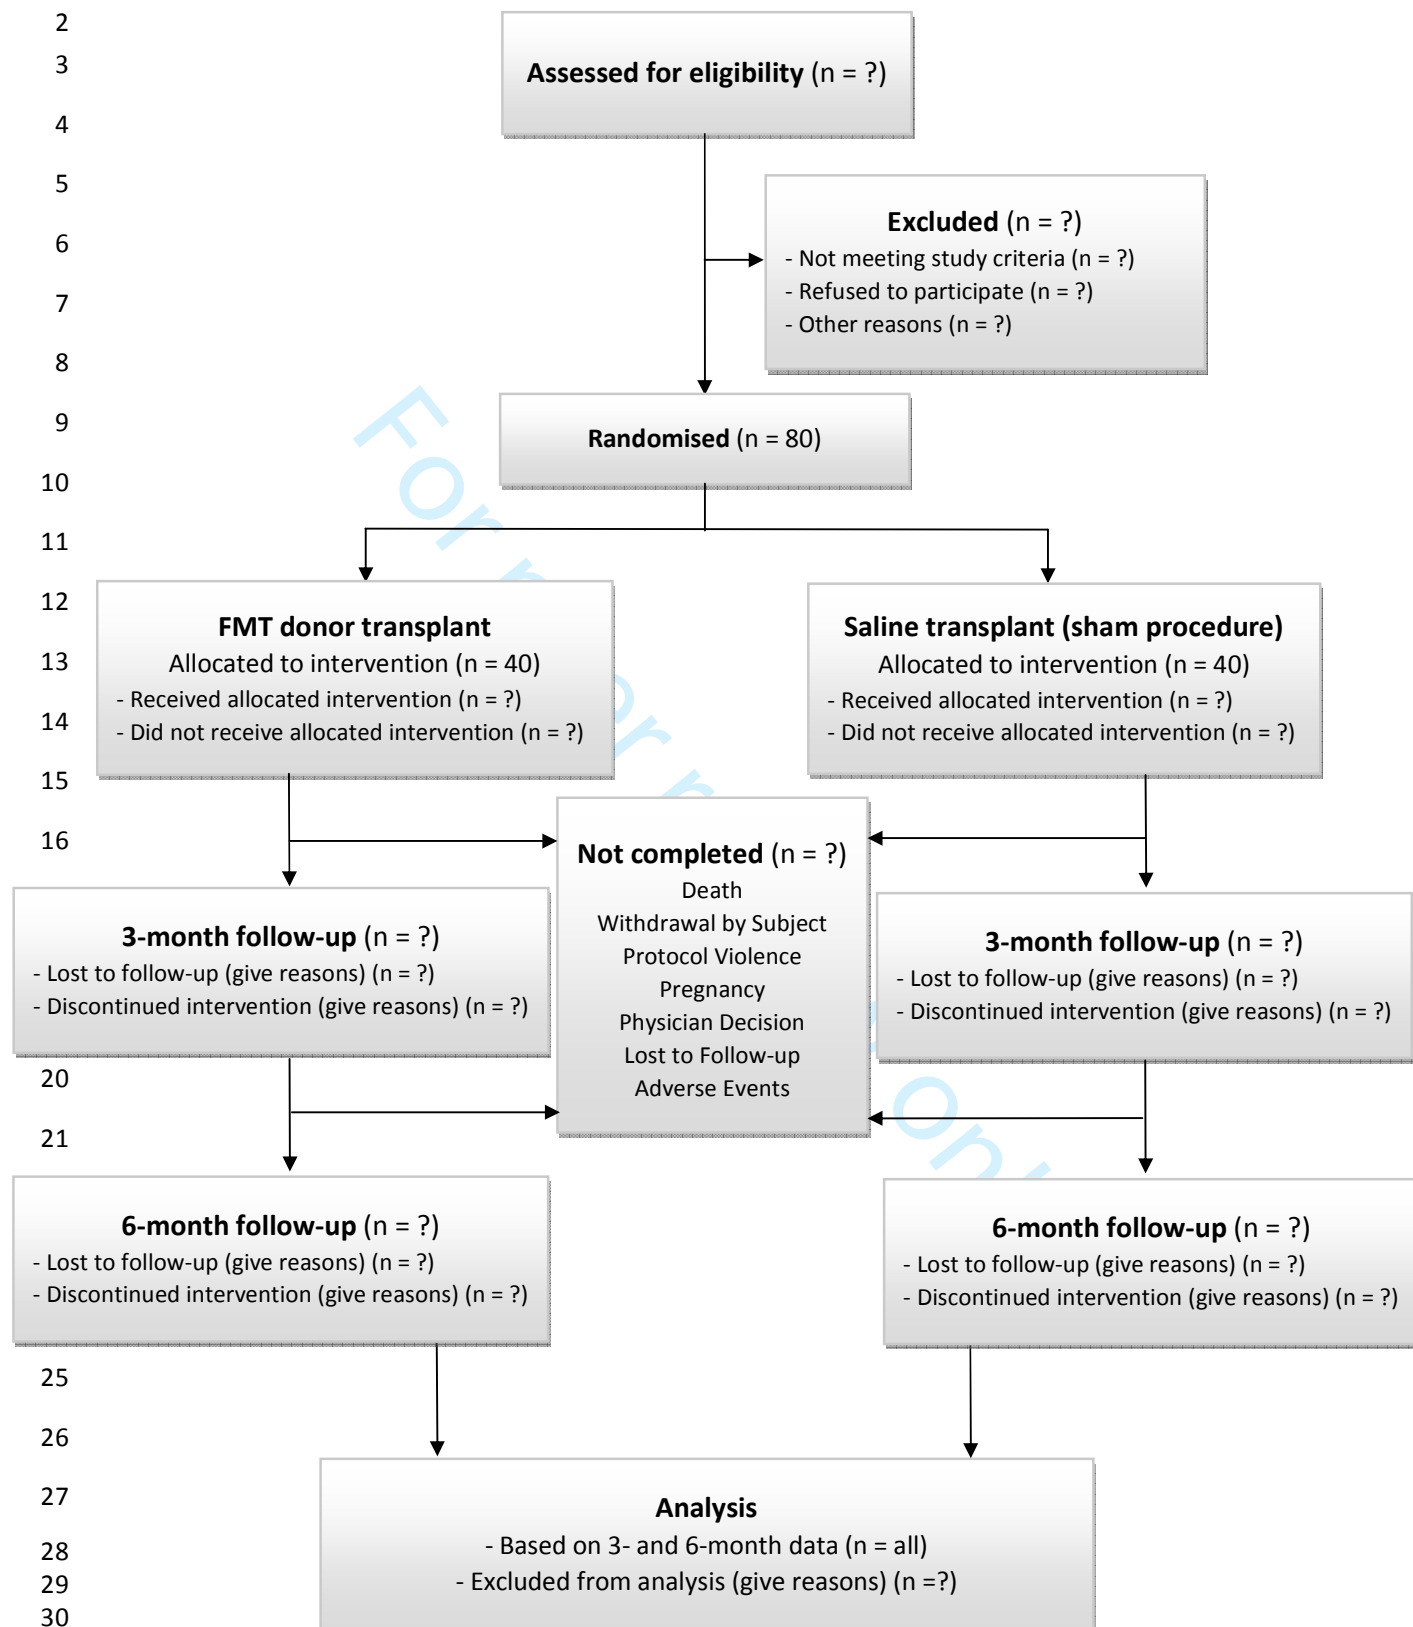 2
3
4
5
6
7
8
9
10
11
12
13
14
15
16
20
21
25
26
27
28
29
30
Assessed for eligibility (n = ?)
Excluded (n = ?)
- Not meeting study criteria (n = ?)
- Refused to participate (n = ?)
- Other reasons (n = ?)
Randomised (n = 80)
FMT donor transplant
Allocated to intervention (n = 40)
- Received allocated intervention (n = ?)
- Did not receive allocated intervention (n = ?)
Saline transplant (sham procedure)
Allocated to intervention (n = 40)
- Received allocated intervention (n = ?)
- Did not receive allocated intervention (n = ?)
Not completed (n = ?)
Death
Withdrawal by Subject
Protocol Violence
Pregnancy
Physician Decision
Lost to Follow-up
Adverse Events
3-month follow-up (n = ?)
- Lost to follow-up (give reasons) (n = ?)
- Discontinued intervention (give reasons) (n = ?)
3-month follow-up (n = ?)
- Lost to follow-up (give reasons) (n = ?)
- Discontinued intervention (give reasons) (n = ?)
6-month follow-up (n = ?)
- Lost to follow-up (give reasons) (n = ?)
- Discontinued intervention (give reasons) (n = ?)
6-month follow-up (n = ?)
- Lost to follow-up (give reasons) (n = ?)
- Discontinued intervention (give reasons) (n = ?)
Analysis
- Based on 3- and 6-month data (n = all)
- Excluded from analysis (give reasons) (n =?)
For